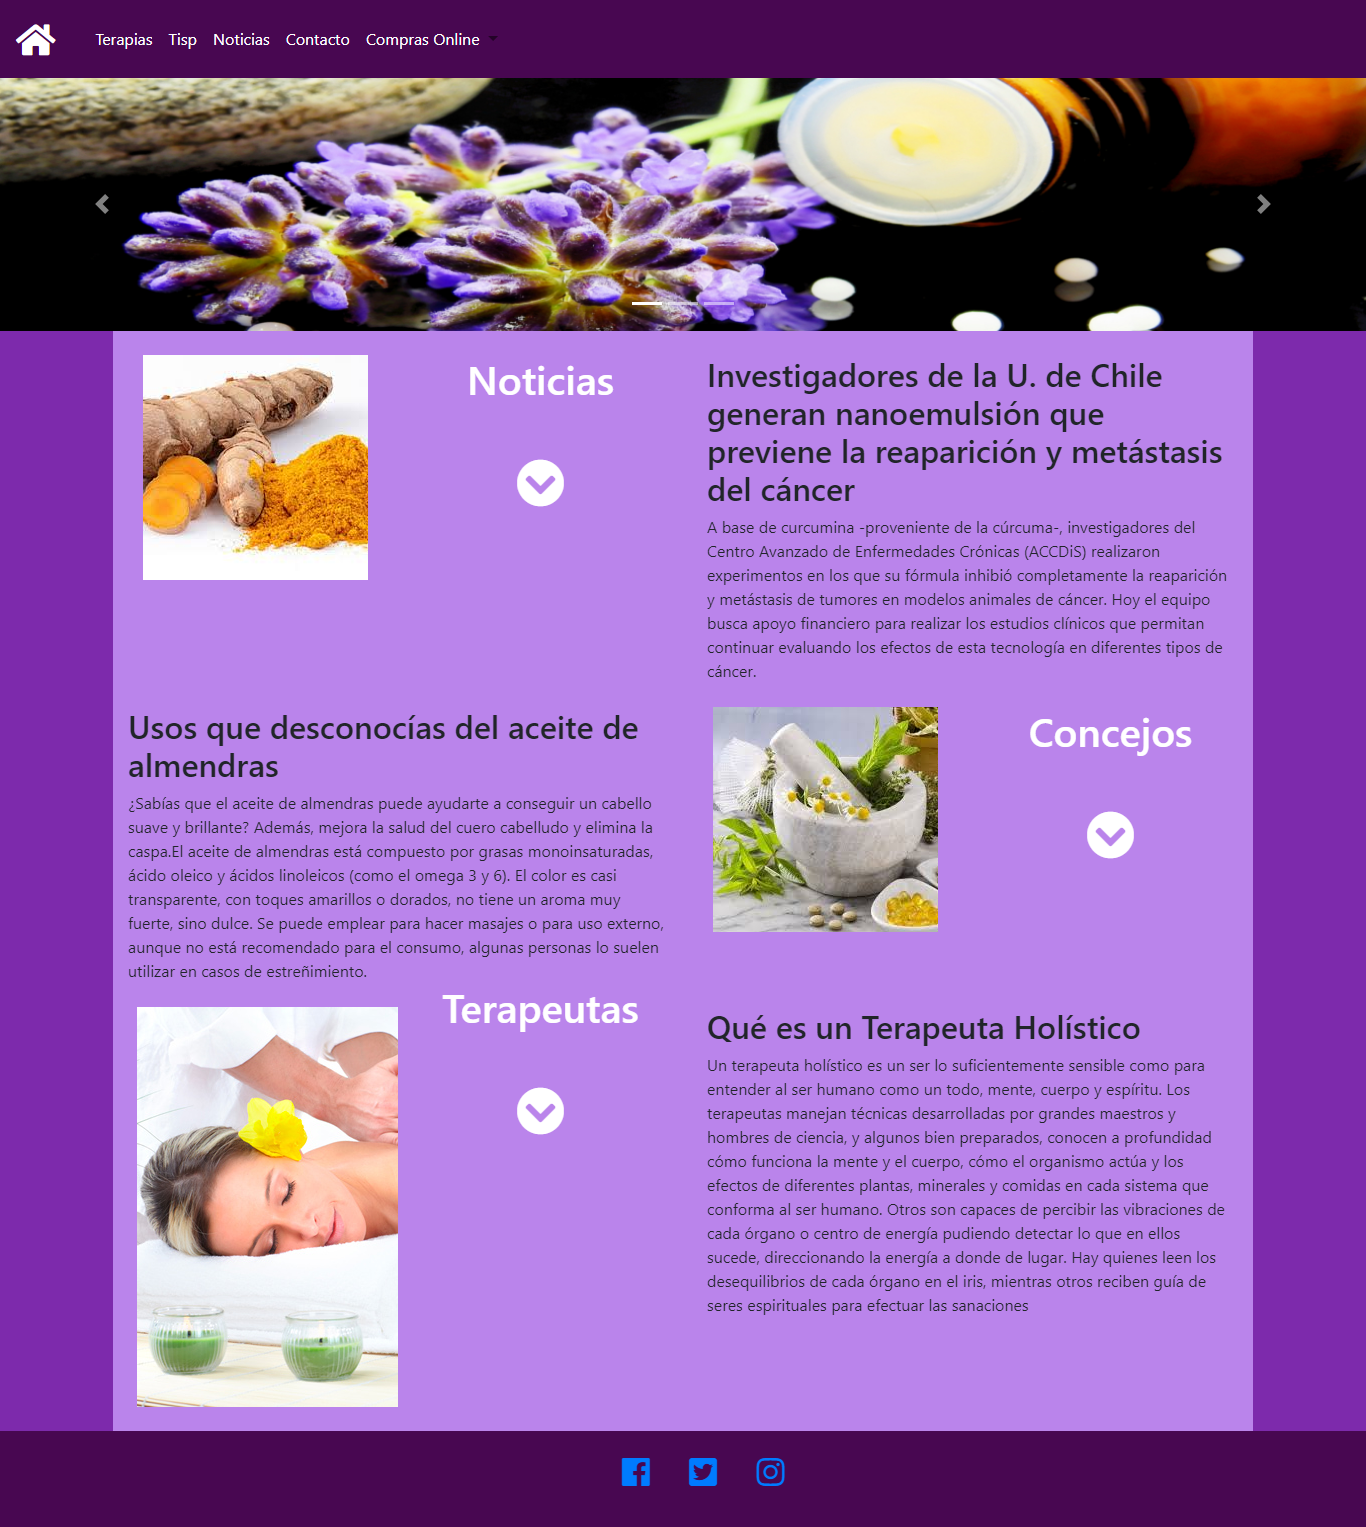 Terapias Tisp Noticias Contacto Compras Online
Noticias
Investigadores de la U. de Chile
generan nanoemulsión que
previene la reaparición y metástasis
del cáncer
A base de curcumina -proveniente de la cúrcuma-, investigadores del
Centro Avanzado de Enfermedades Crónicas (ACCDiS) realizaron
experimentos en los que su fórmula inhibió completamente la reaparición
y metástasis de tumores en modelos animales de cáncer. Hoy el equipo
busca apoyo financiero para realizar los estudios clínicos que permitan
continuar evaluando los efectos de esta tecnología en diferentes tipos de
cáncer.
Usos que desconocías del aceite de
almendras
¿Sabías que el aceite de almendras puede ayudarte a conseguir un cabello
suave y brillante? Además, mejora la salud del cuero cabelludo y elimina la
caspa.El aceite de almendras está compuesto por grasas monoinsaturadas,
ácido oleico y ácidos linoleicos (como el omega 3 y 6). El color es casi
transparente, con toques amarillos o dorados, no tiene un aroma muy
fuerte, sino dulce. Se puede emplear para hacer masajes o para uso externo,
aunque no está recomendado para el consumo, algunas personas lo suelen
utilizar en casos de estreñimiento.
Concejos
Terapeutas
Qué es un Terapeuta Holístico
Un terapeuta holístico es un ser lo suficientemente sensible como para
entender al ser humano como un todo, mente, cuerpo y espíritu. Los
terapeutas manejan técnicas desarrolladas por grandes maestros y
hombres de ciencia, y algunos bien preparados, conocen a profundidad
cómo funciona la mente y el cuerpo, cómo el organismo actúa y los
efectos de diferentes plantas, minerales y comidas en cada sistema que
conforma al ser humano. Otros son capaces de percibir las vibraciones de
cada órgano o centro de energía pudiendo detectar lo que en ellos
sucede, direccionando la energía a donde de lugar. Hay quienes leen los
desequilibrios de cada órgano en el iris, mientras otros reciben guía de
seres espirituales para efectuar las sanaciones